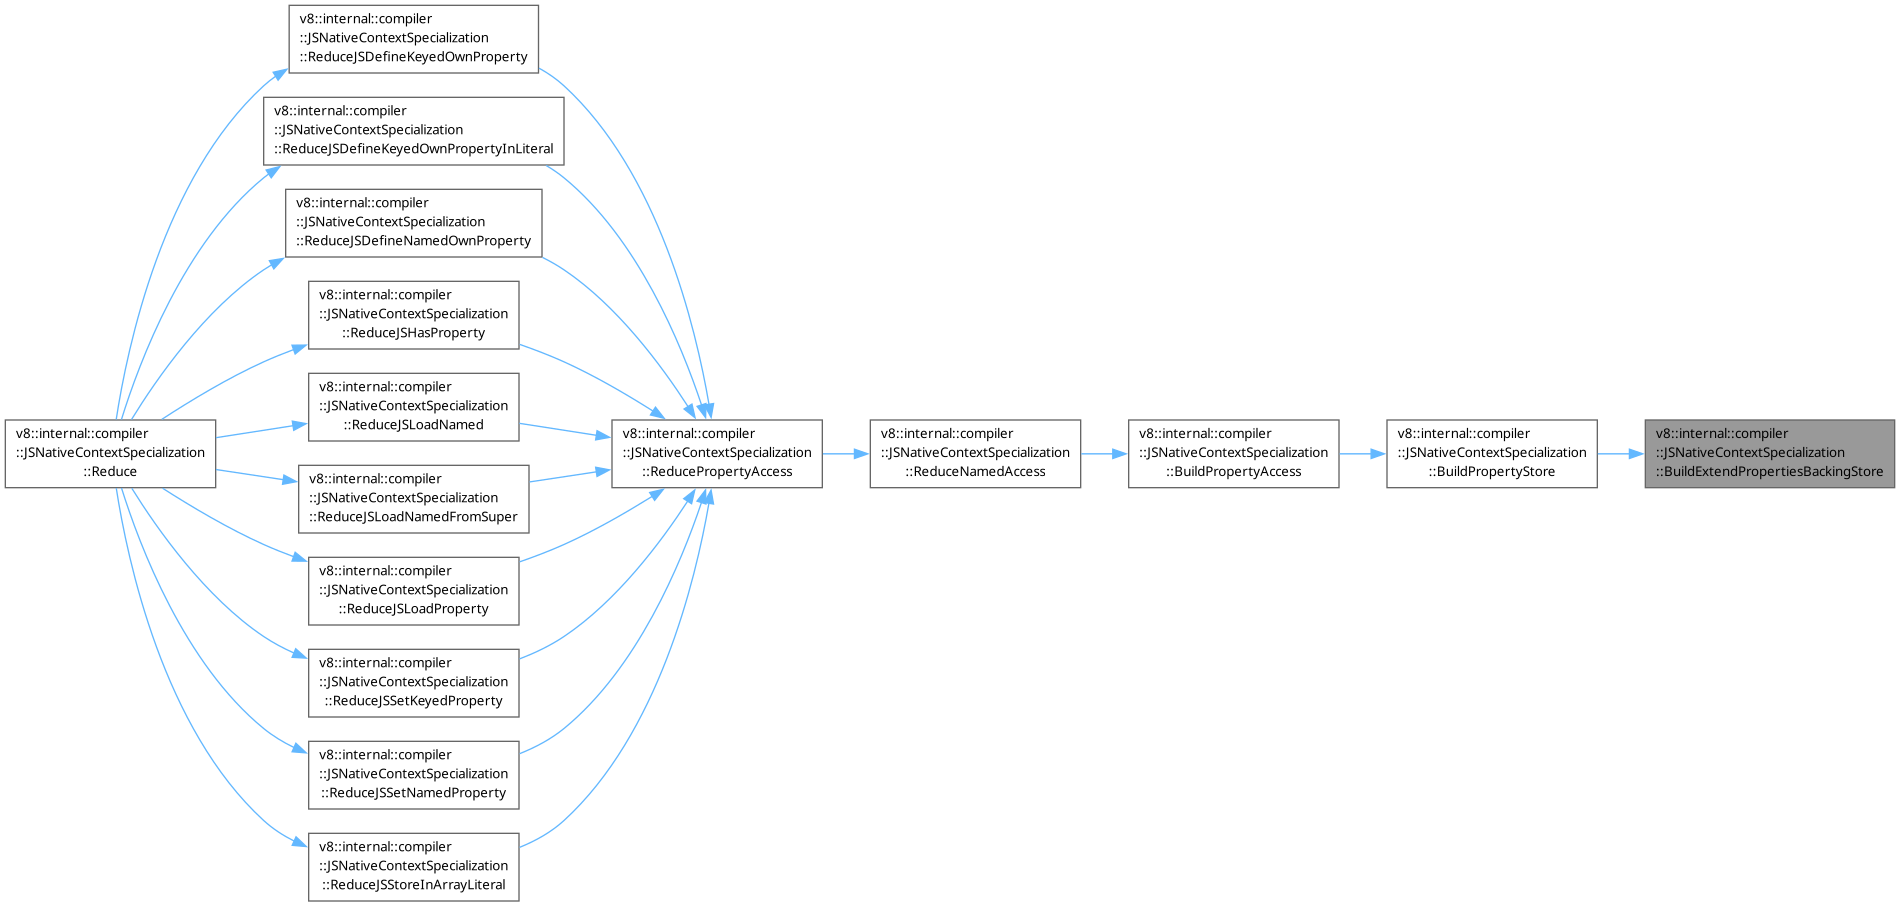 v8::internal::compiler
::JSNativeContextSpecialization
::ReduceJSDefineKeyedOwnProperty
v8::internal::compiler
::JSNativeContextSpecialization
::ReduceJSDefineKeyedOwnPropertyInLiteral
v8::internal::compiler
::JSNativeContextSpecialization
::ReduceJSDefineNamedOwnProperty
v8::internal::compiler
::JSNativeContextSpecialization
::ReduceJSHasProperty
v8::internal::compiler
::JSNativeContextSpecialization
::ReduceJSLoadNamed
v8::internal::compiler
::JSNativeContextSpecialization
::Reduce
v8::internal::compiler
::JSNativeContextSpecialization
::ReducePropertyAccess
v8::internal::compiler
::JSNativeContextSpecialization
::ReduceNamedAccess
v8::internal::compiler
::JSNativeContextSpecialization
::BuildPropertyAccess
v8::internal::compiler
::JSNativeContextSpecialization
::BuildPropertyStore
v8::internal::compiler
::JSNativeContextSpecialization
::BuildExtendPropertiesBackingStore
v8::internal::compiler
::JSNativeContextSpecialization
::ReduceJSLoadNamedFromSuper
v8::internal::compiler
::JSNativeContextSpecialization
::ReduceJSLoadProperty
v8::internal::compiler
::JSNativeContextSpecialization
::ReduceJSSetKeyedProperty
v8::internal::compiler
::JSNativeContextSpecialization
::ReduceJSSetNamedProperty
v8::internal::compiler
::JSNativeContextSpecialization
::ReduceJSStoreInArrayLiteral